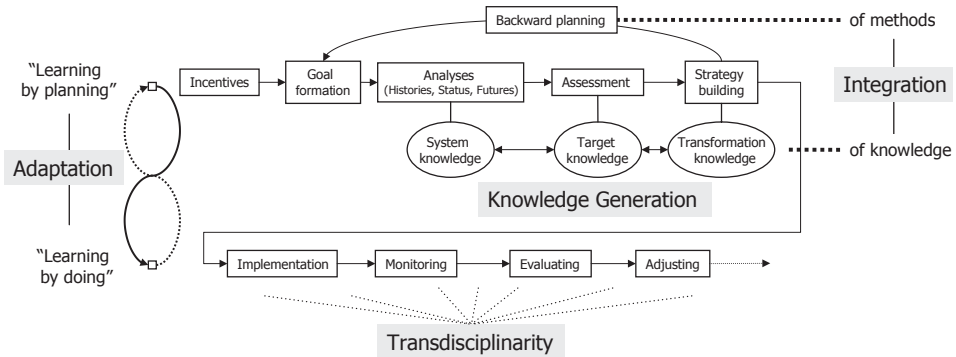 Backward planning
of methods
“Learning
by planning”
Incentives
Goal
formation
Analyses
(Histories, Status, Futures)
Assessment
Strategy
building
Integration
System
knowledge
Target
knowledge
Transformation
knowledge
of knowledge
Adaptation
Knowledge Generation
“Learning
by doing”
Implementation
Monitoring
Evaluating
Adjusting
Transdisciplinarity